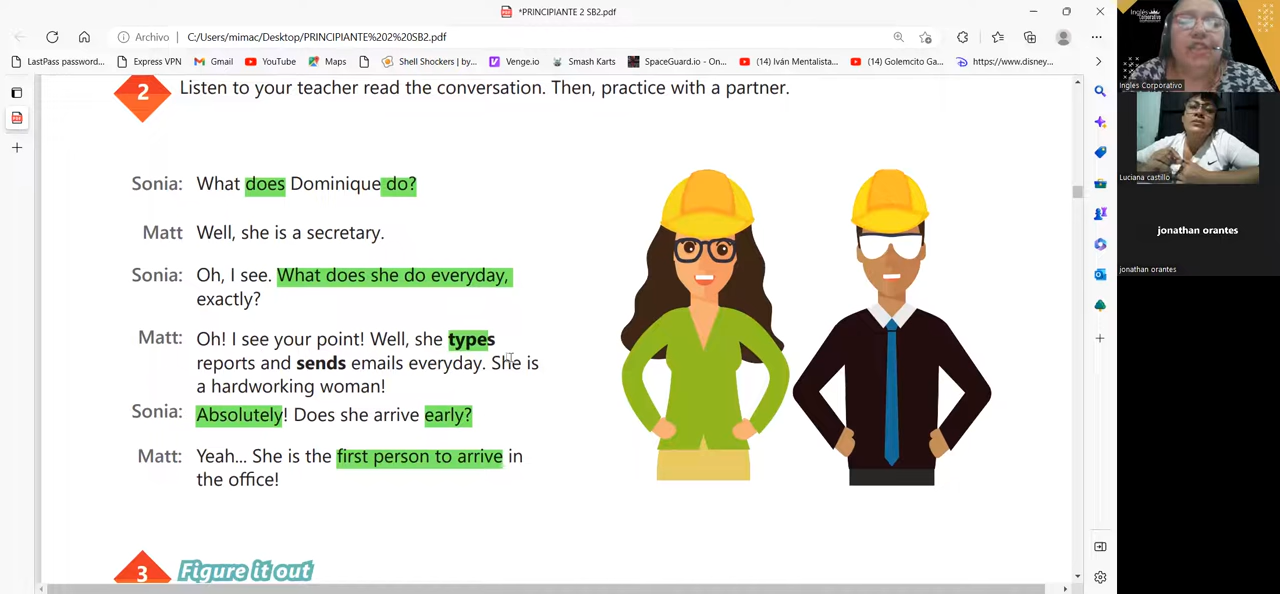 *PRINCIPIANTE 2 SB2.pdf
Archivo | C:/Users/mimac/Desktop/PRINCIPIANTE%202%20SB2.pdf
LastPass password... Express VPN Gmail YouTube Maps Shell Shockers | by... Venge.io Smash Karts SpaceGuard.io - On... (14) Iván Mentalista... (14) Golemcito Ga... https://www.disney...
2 Listen to your teacher read the conversation. Then, practice with a partner.
Sonia: What does Dominique do?
Matt Well, she is a secretary.
Sonia: Oh, I see. What does she do everyday,
exactly?
Matt: Oh! I see your point! Well, she types
reports and sends emails everyday. She is
a hardworking woman!
Sonia: Absolutely! Does she arrive early?
Matt: Yeah... She is the first person to arrive in
the office!
3 Figure it out
Inglés
Corporativo
Ingles Corporativo
Luciana castillo
jonathan orantes
jonathan orantes